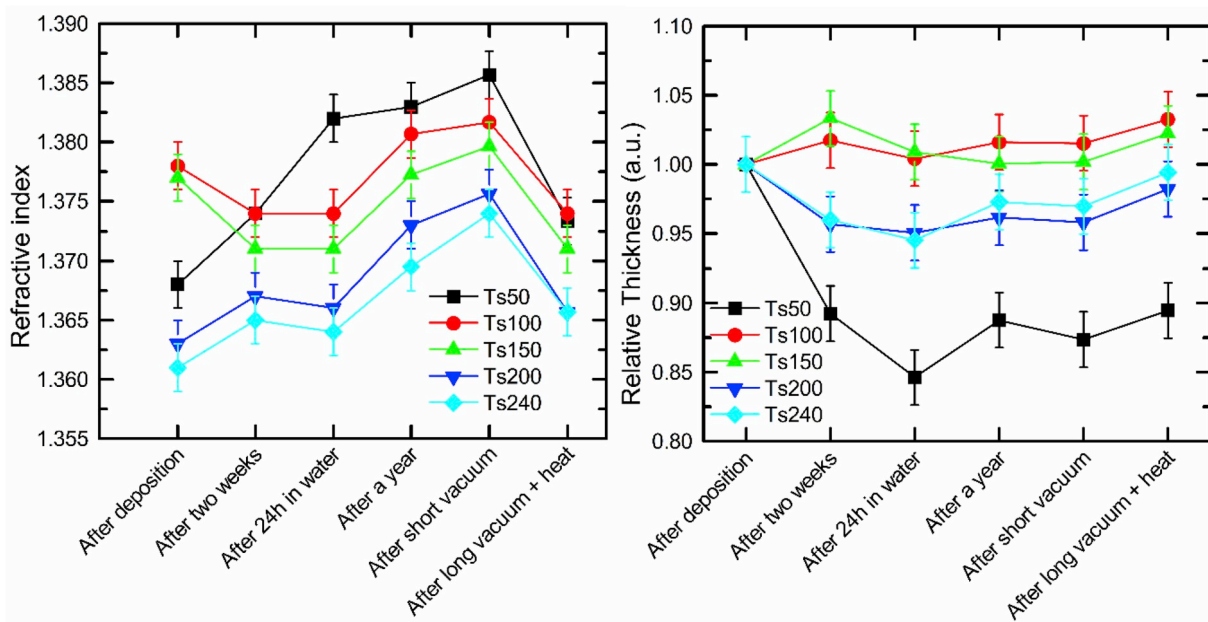 Refractive index
1.390
1.385
1.380
1.375
1.370
1.365
1.360
1.355
Ts50
Ts100
Ts150
Ts200
Ts240
After deposition
After two weeks
After 24h in water
After a year
After short vacuum
After long vacuum + heat
Relative Thickness (a.u.)
1.10
1.05
1.00
0.95
0.90
0.85
0.80
Ts50
Ts100
Ts150
Ts200
Ts240
After deposition
After two weeks
After 24h in water
After a year
After short vacuum
After long vacuum + heat